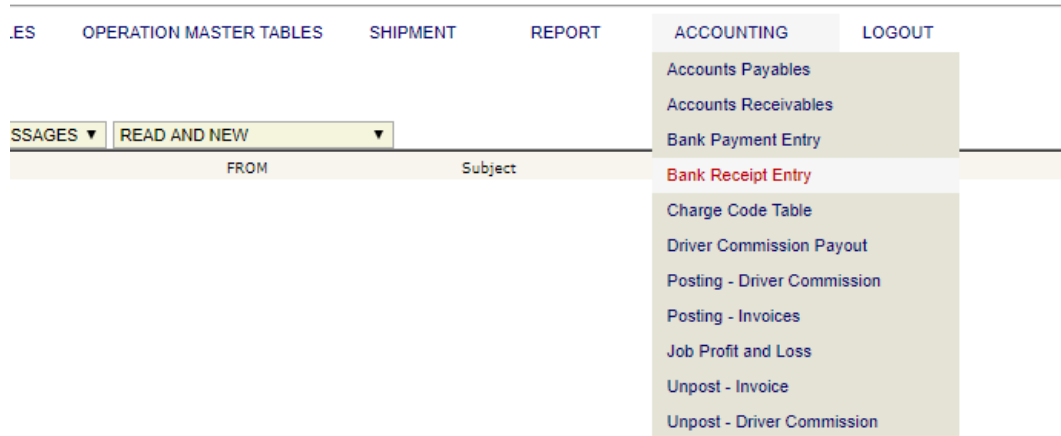 LES OPERATION MASTER TABLES SHIPMENT REPORT ACCOUNTING LOGOUT
Accounts Payables
Accounts Receivables
SSAGES ▼ READ AND NEW ▼
Bank Payment Entry
FROM Subject
Bank Receipt Entry
Charge Code Table
Driver Commission Payout
Posting - Driver Commission
Posting - Invoices
Job Profit and Loss
Unpost - Invoice
Unpost - Driver Commission